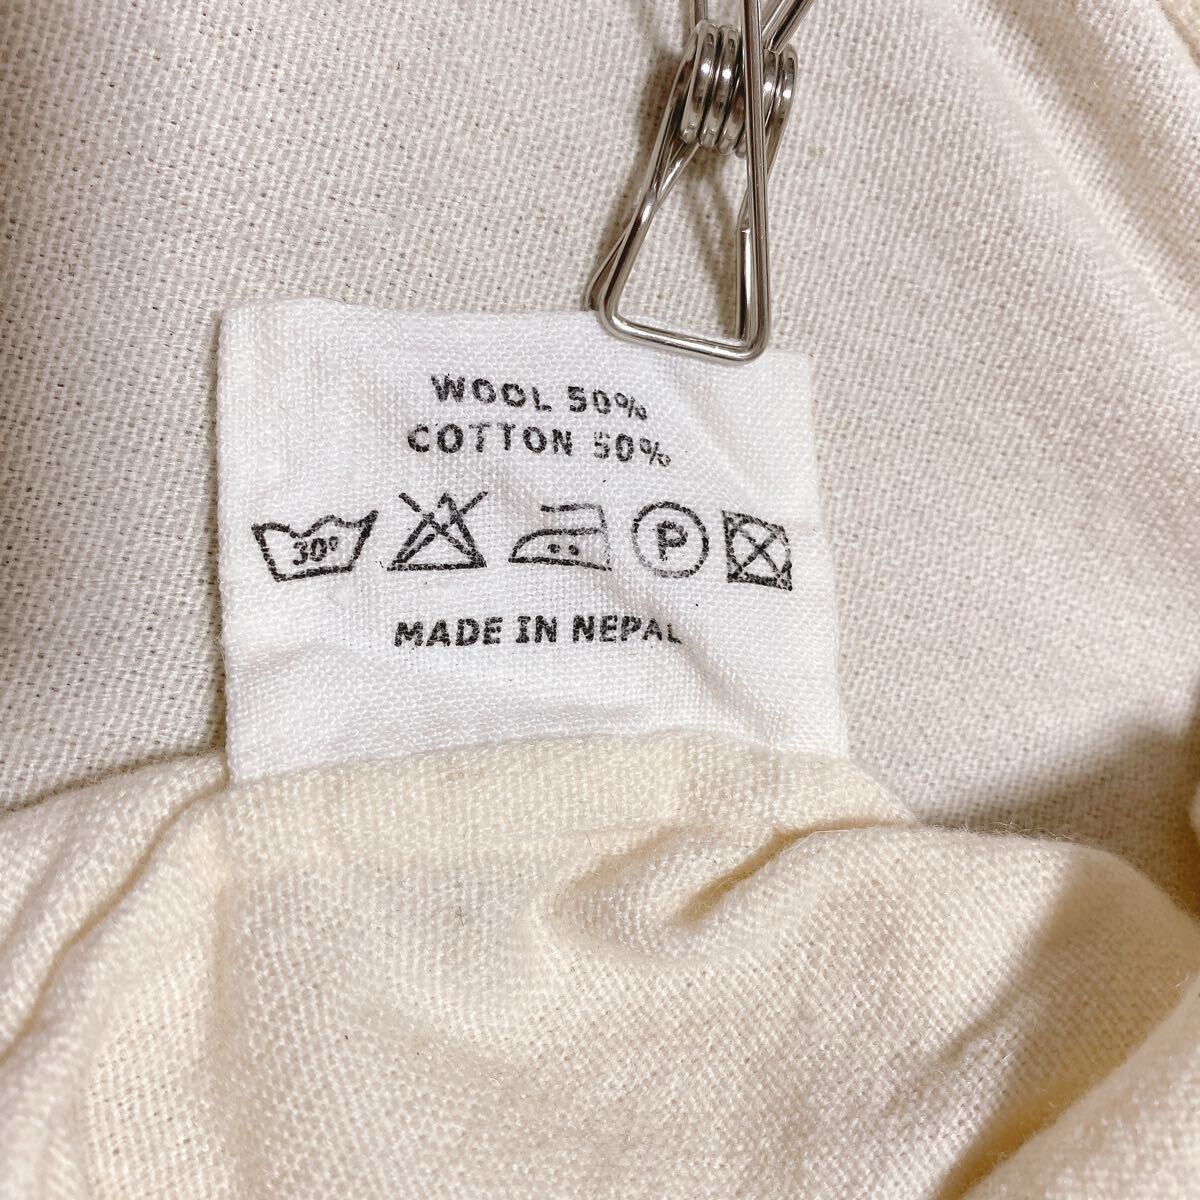 WOOL 50%
COTTON 50%
30° P
MADE IN NEPAL